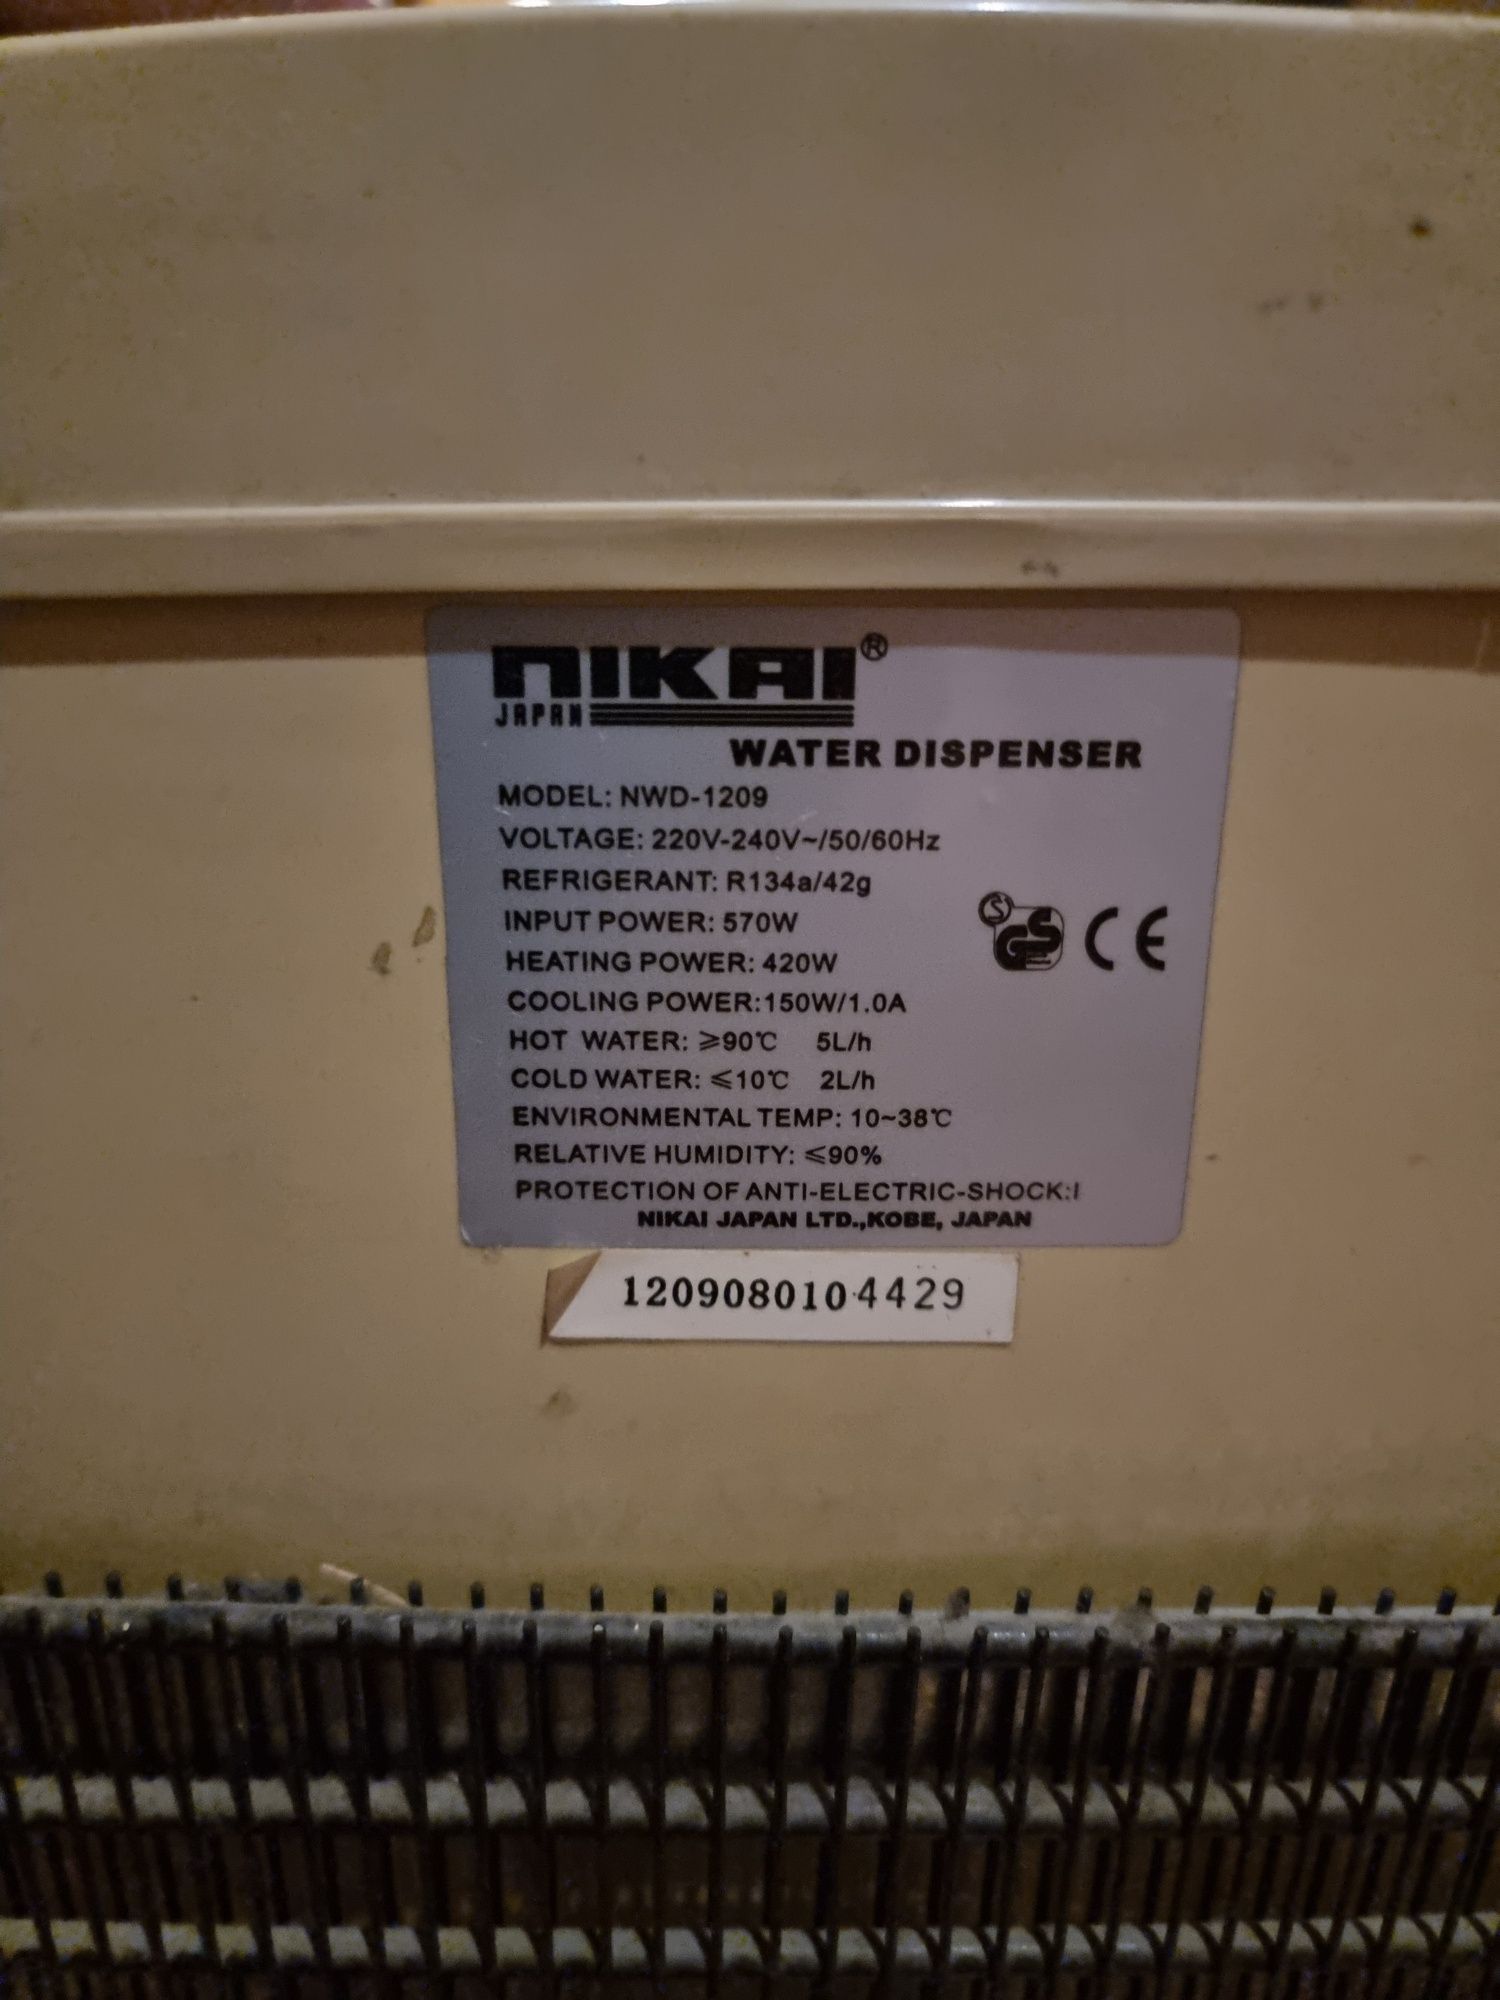 NIKAI®
JAPAN
WATER DISPENSER
MODEL: NWD-1209
VOLTAGE: 220V-240V~/50/60Hz
REFRIGERANT: R134a/42g
INPUT POWER: 570W
HEATING POWER: 420W
COOLING POWER:150W/1.0A
HOT WATER: ≥90℃ 5L/h
COLD WATER: ≤10℃ 2L/h
ENVIRONMENTAL TEMP: 10~38℃
RELATIVE HUMIDITY: ≤90%
PROTECTION OF ANTI-ELECTRIC-SHOCK:I
S GS CE
NIKAI JAPAN LTD.,KOBE, JAPAN
1209080104429